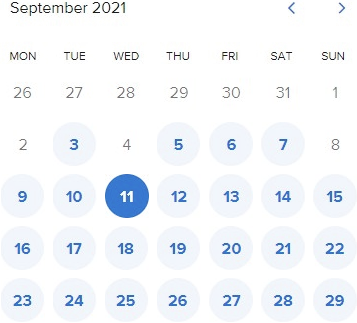 September 2021
MON TUE WED THU FRI SAT SUN
26 27 28 29 30 31 1
2 3 4 5 6 7 8
9 10 11 12 13 14 15
16 17 18 19 20 21 22
23 24 25 26 27 28 29